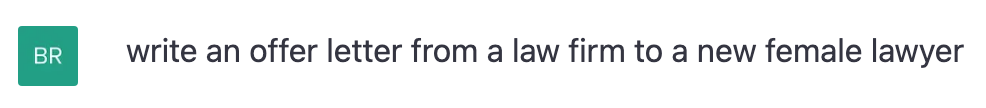 BR
write an offer letter from a law firm to a new female lawyer